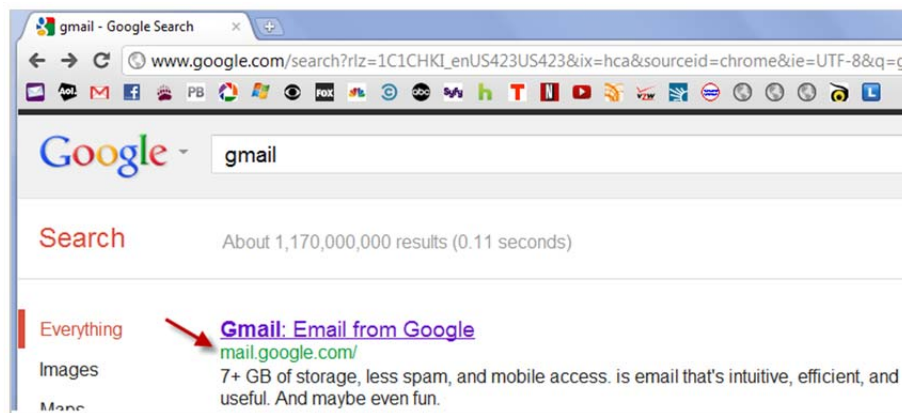 gmail - Google Search
www.google.com/search?rlz=1C1CHKI_enUS423US423&ix=hca&sourceid=chrome&ie=UTF-8&q=g
Aol. M f PB FOX abc Syfy h T N vzw L
Google gmail
Search About 1,170,000,000 results (0.11 seconds)
Everything
Gmail: Email from Google
mail.google.com/
Images
7+ GB of storage, less spam, and mobile access. is email that's intuitive, efficient, and
useful. And maybe even fun.
Maps